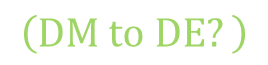 (DM to DE? )